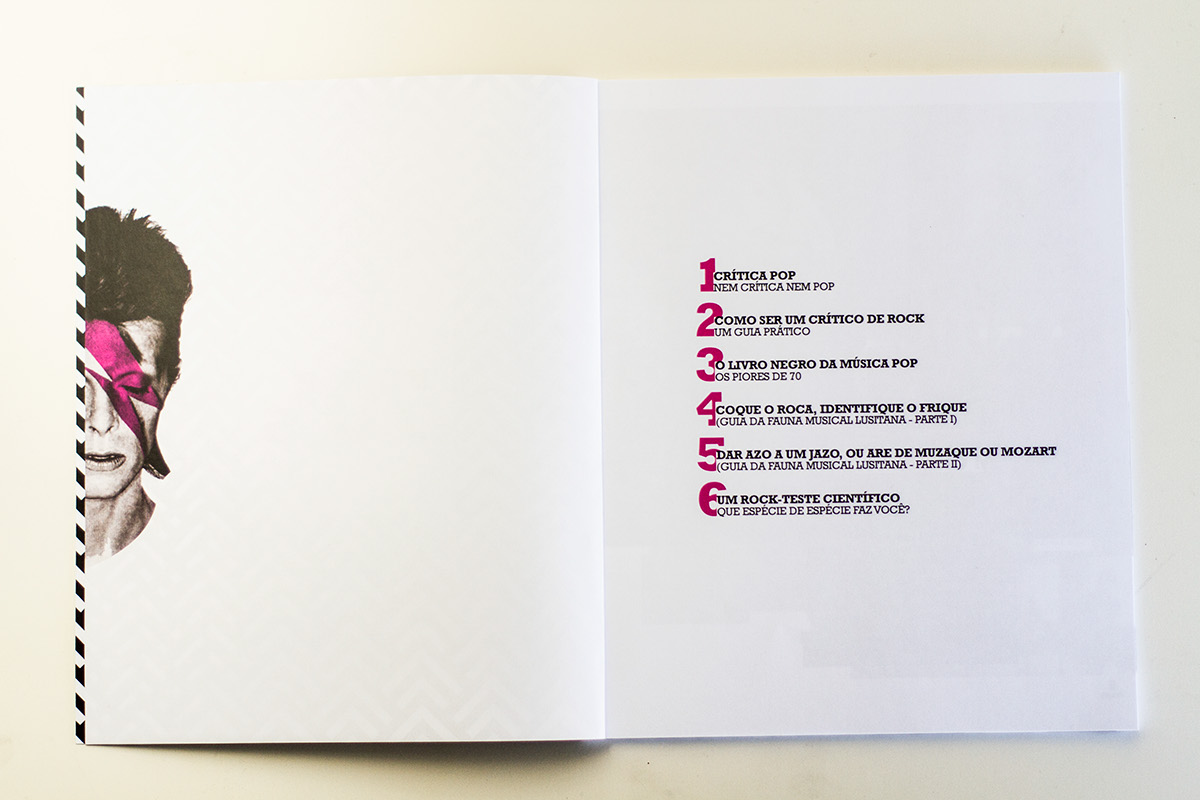 1
CRÍTICA POP
NEM CRÍTICA NEM POP
2
COMO SER UM CRÍTICO DE ROCK
UM GUIA PRÁTICO
3
O LIVRO NEGRO DA MÚSICA POP
OS PIORES DE 70
4
COQUE O ROCA, IDENTIFIQUE O FRIQUE
(GUIA DA FAUNA MUSICAL LUSITANA - PARTE I)
5
DAR AZO A UM JAZO, OU ARE DE MUZAQUE OU MOZART
(GUIA DA FAUNA MUSICAL LUSITANA - PARTE II)
6
UM ROCK-TESTE CIENTÍFICO
QUE ESPÉCIE DE ESPÉCIE FAZ VOCÊ?